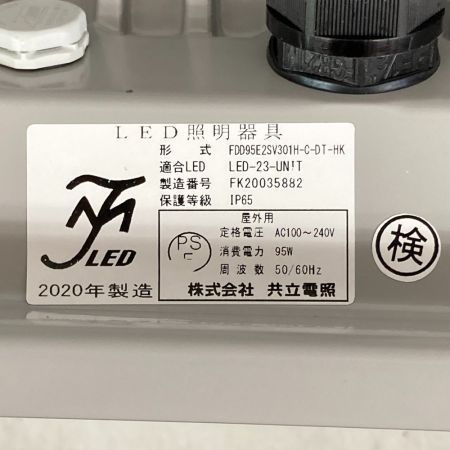 LED照明器具
形式 FDD95E2SV301H-C-DT-HK
適合LED LED-23-UNIT
製造番号 FK20035882
保護等級 IP65
屋外用
定格電圧 AC100～240V
消費電力 95W
周波数 50/60Hz
PS
E
LED
2020年製造
株式会社 共立電照
検